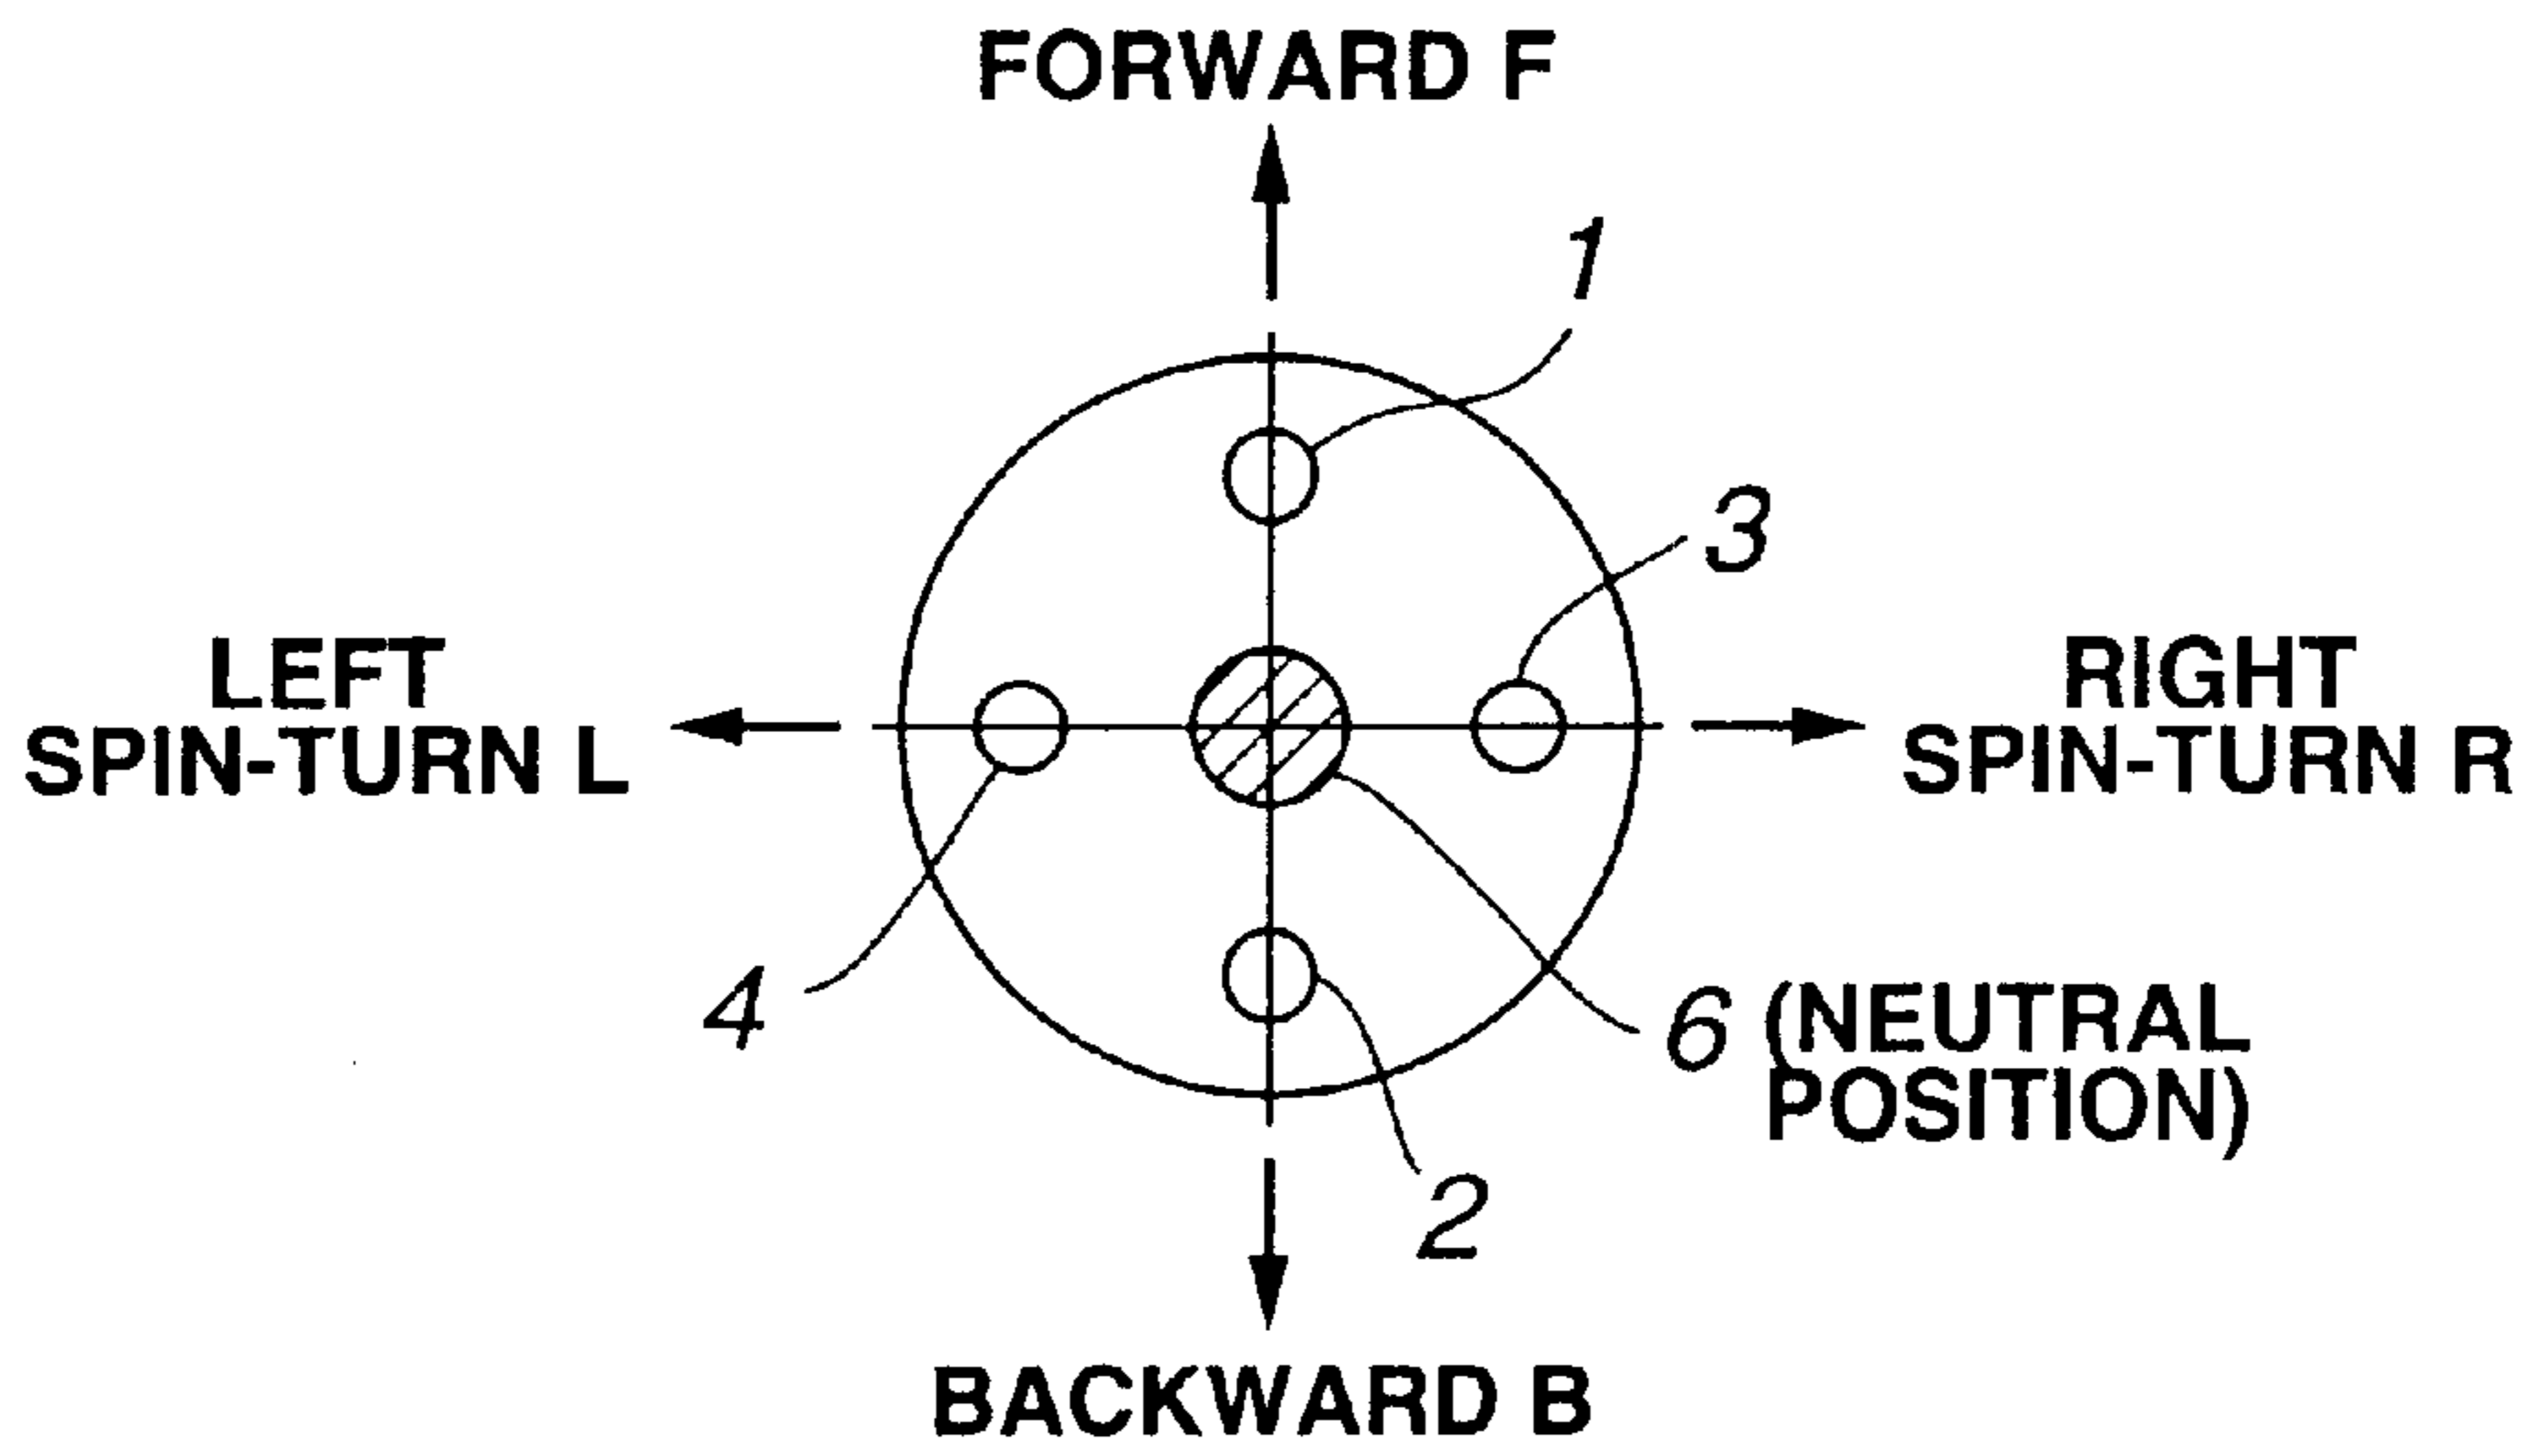 FORWARD F
1
3
LEFT
SPIN-TURN L
RIGHT
SPIN-TURN R
4
6 (NEUTRAL
POSITION)
2
BACKWARD B